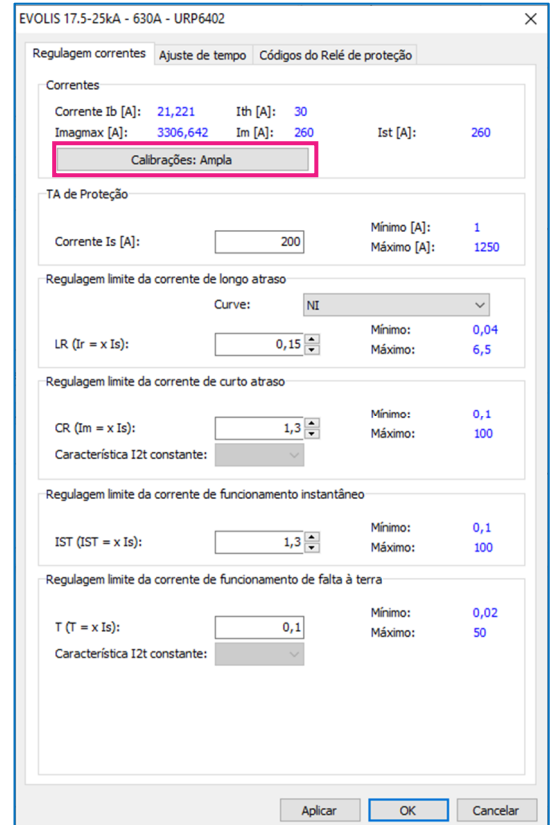 EVOLIS 17.5-25kA - 630A - URP6402
Regulagem correntes Ajuste de tempo Códigos do Relé de proteção
Correntes
Corrente Ib [A]: 21,221 Ith [A]: 30
Imagmax [A]: 3306,642 Im [A]: 260 Ist [A]: 260
Calibrações: Ampla
TA de Proteção
Corrente Is [A]: 200
Mínimo [A]: 1
Máximo [A]: 1250
Regulagem limite da corrente de longo atraso
Curve: NI
LR (Ir = x Is): 0,15
Mínimo: 0,04
Máximo: 6,5
Regulagem limite da corrente de curto atraso
CR (Im = x Is): 1,3
Mínimo: 0,1
Máximo: 100
Característica I2t constante:
Regulagem limite da corrente de funcionamento instantâneo
IST (IST = x Is): 1,3
Mínimo: 0,1
Máximo: 100
Regulagem limite da corrente de funcionamento de falta à terra
T (T = x Is): 0,1
Mínimo: 0,02
Máximo: 50
Característica I2t constante:
Aplicar OK Cancelar